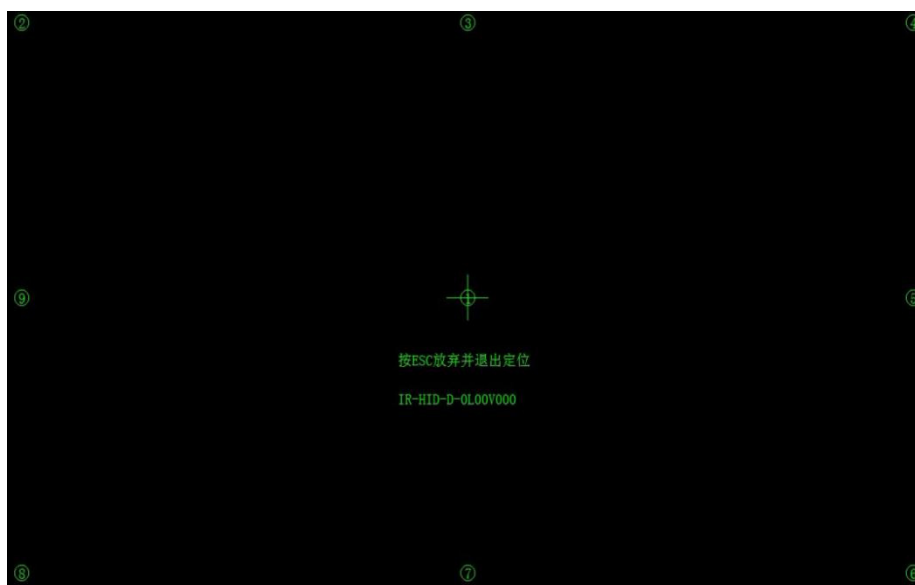 ② ③ ④
⑨ ① ⑤
按ESC放弃并退出定位
IR-HID-D-0L00V000
⑧ ⑦ ⑥